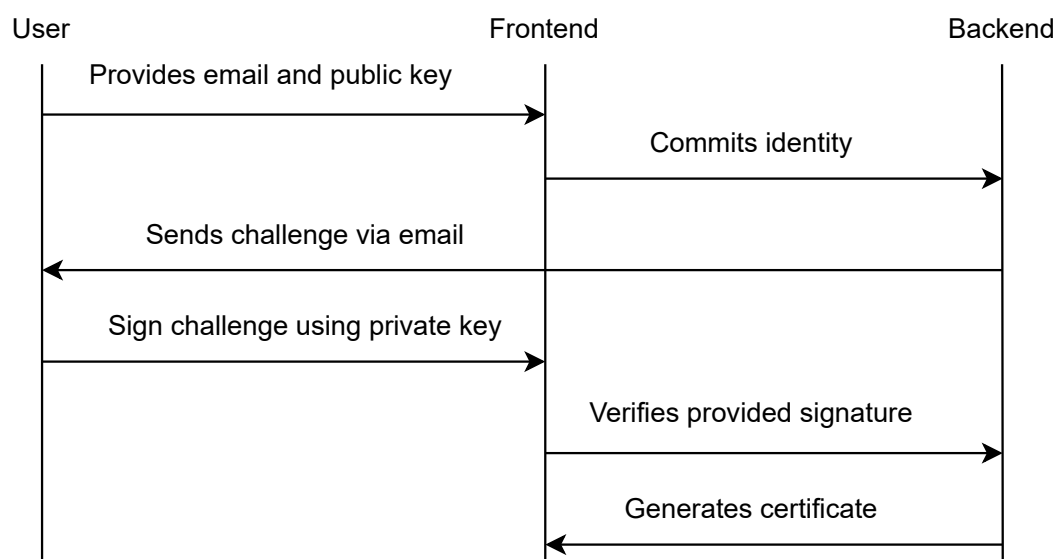 User
Frontend
Backend
Provides email and public key
Commits identity
Sends challenge via email
Sign challenge using private key
Verifies provided signature
Generates certificate